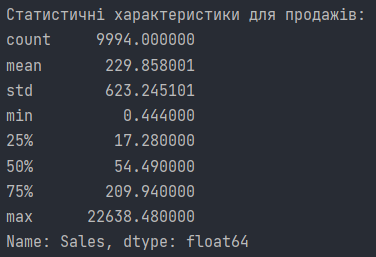 Статистичні характеристики для продажів:
count     9994.000000
mean       229.858001
std        623.245101
min          0.444000
25%         17.280000
50%         54.490000
75%        209.940000
max      22638.480000
Name: Sales, dtype: float64